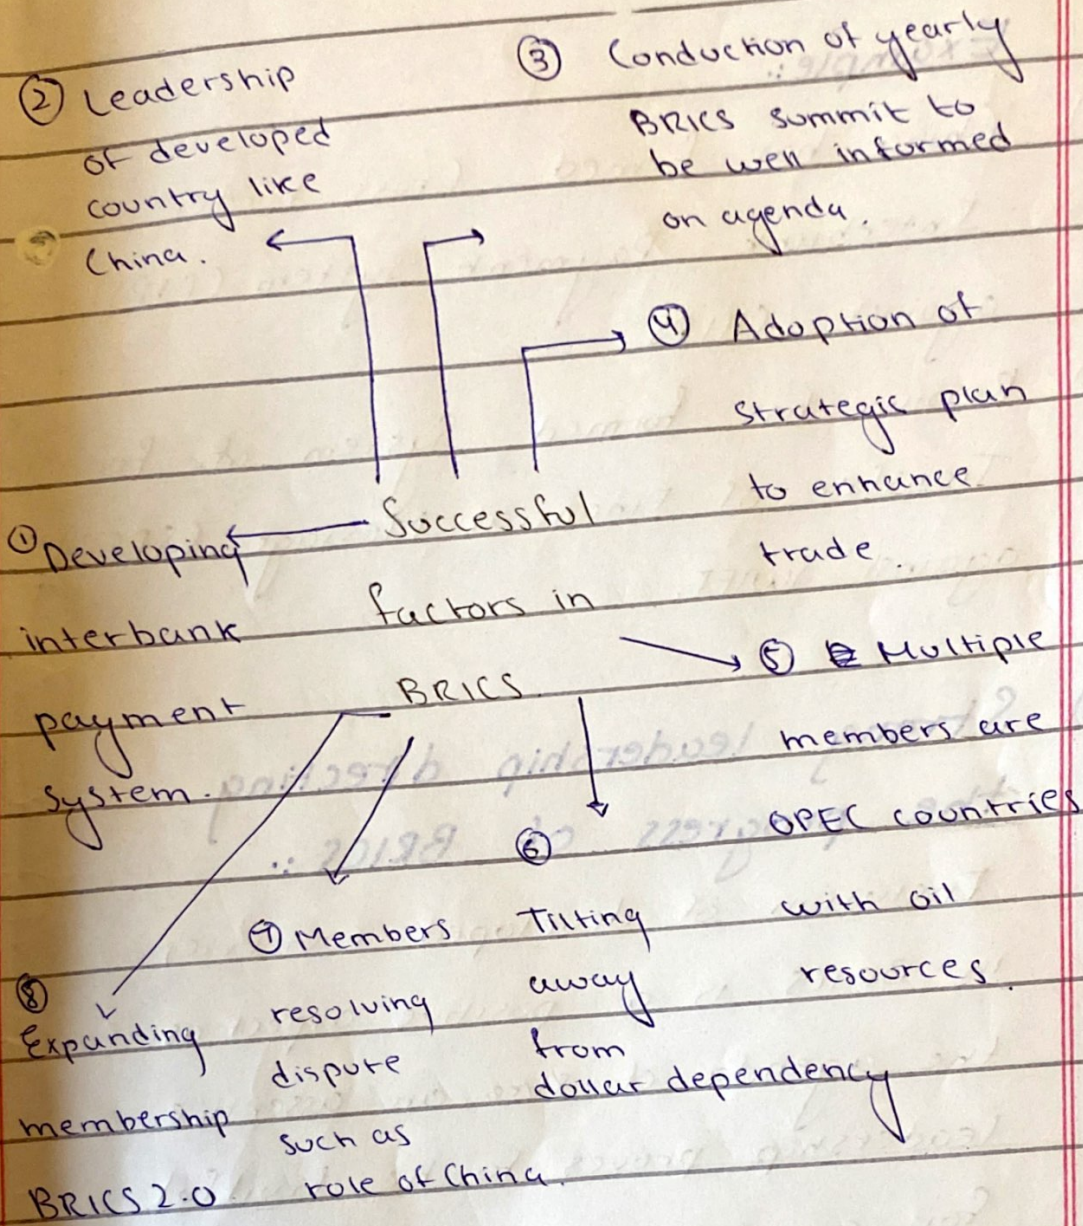 ② Leadership
of developed
country like
China.
③ Conduction of yearly
BRICS summit to
be well informed
on agenda.
④ Adoption of
strategic plan
to enhance
trade.
Successful
factors in
BRICS
① Developing
interbank
payment
system.
⑤ Multiple
members are
OPEC countries
with oil
resources.
⑥
Tilting
away
from
dollar dependency
⑦ Members
resolving
dispute
such as
role of China.
⑧
Expanding
membership
BRICS 2.0